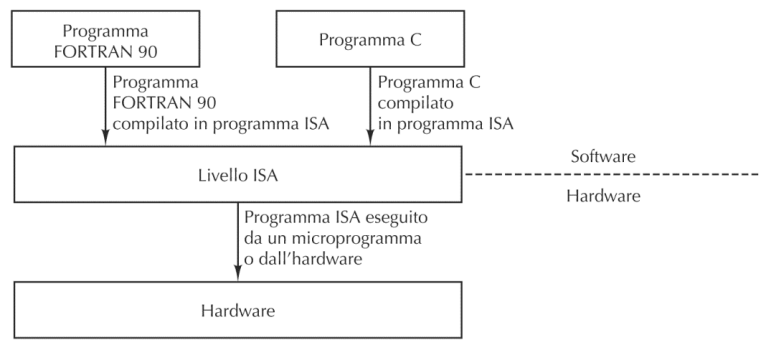 Programma
FORTRAN 90
Programma C
Programma
FORTRAN 90
compilato in programma ISA
Programma C
compilato
in programma ISA
Livello ISA
Software
Hardware
Programma ISA eseguito
da un microprogramma
o dall'hardware
Hardware